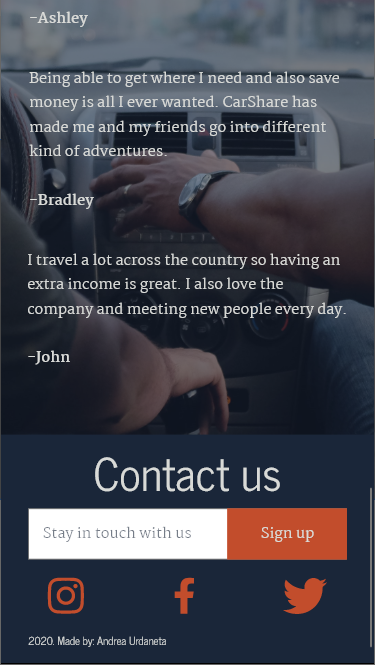 –Ashley
Being able to get where I need and also save
money is all I ever wanted. CarShare has
made me and my friends go into different
kind of adventures.
–Bradley
I travel a lot across the country so having an
extra income is great. I also love the
company and meeting new people every day.
–John
Contact us
Stay in touch with us
Sign up
2020. Made by: Andrea Urdaneta